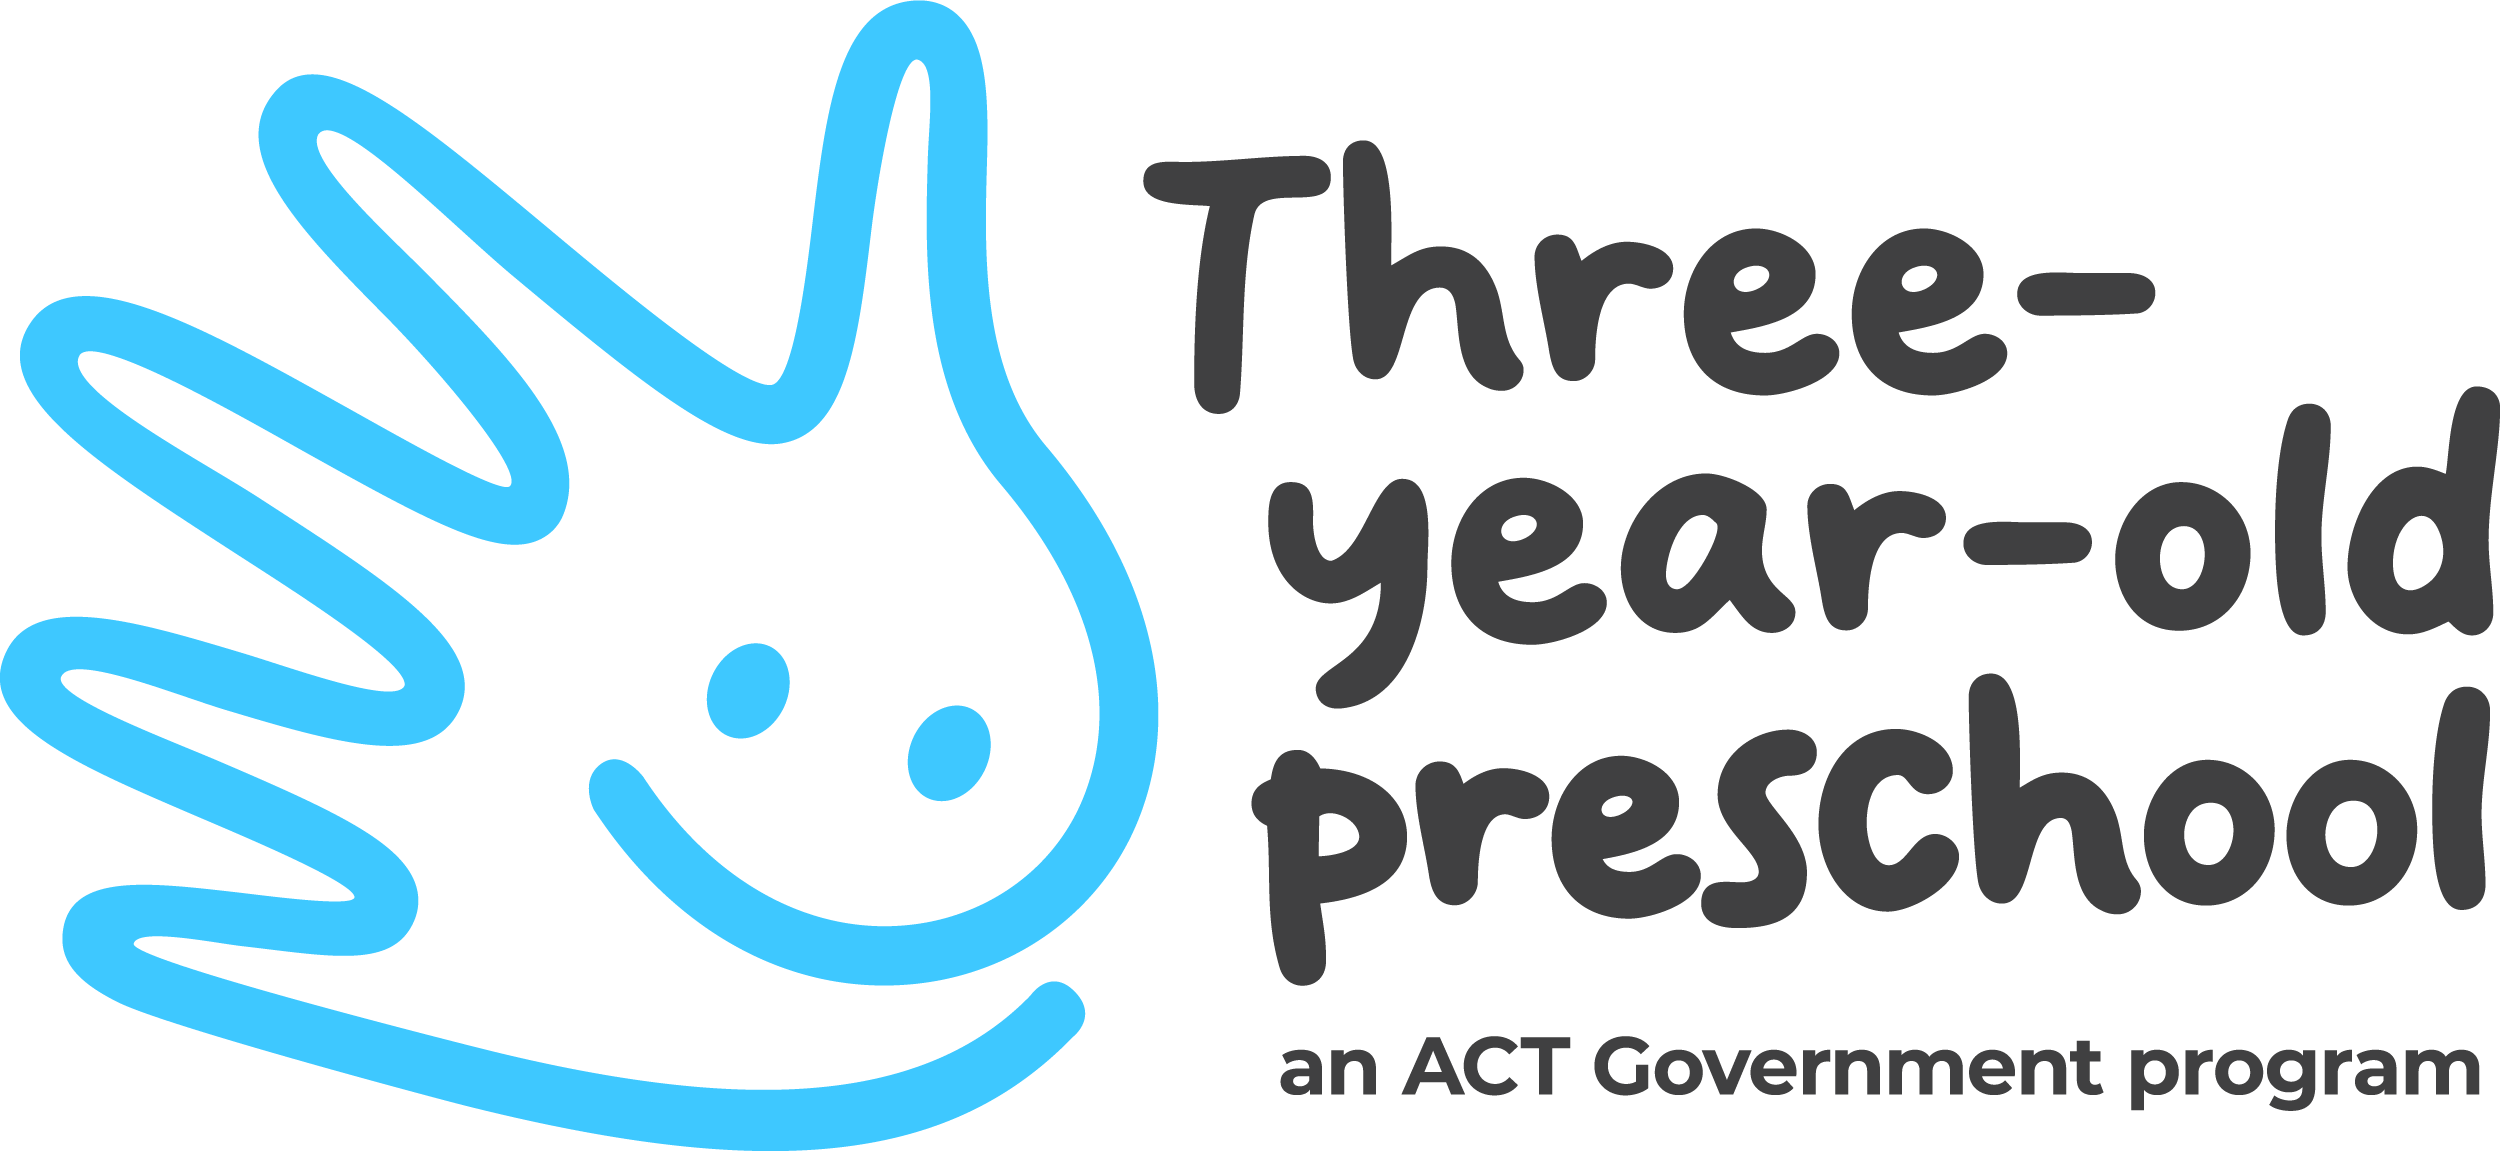 Three-
year-old
preschool
an ACT Government program